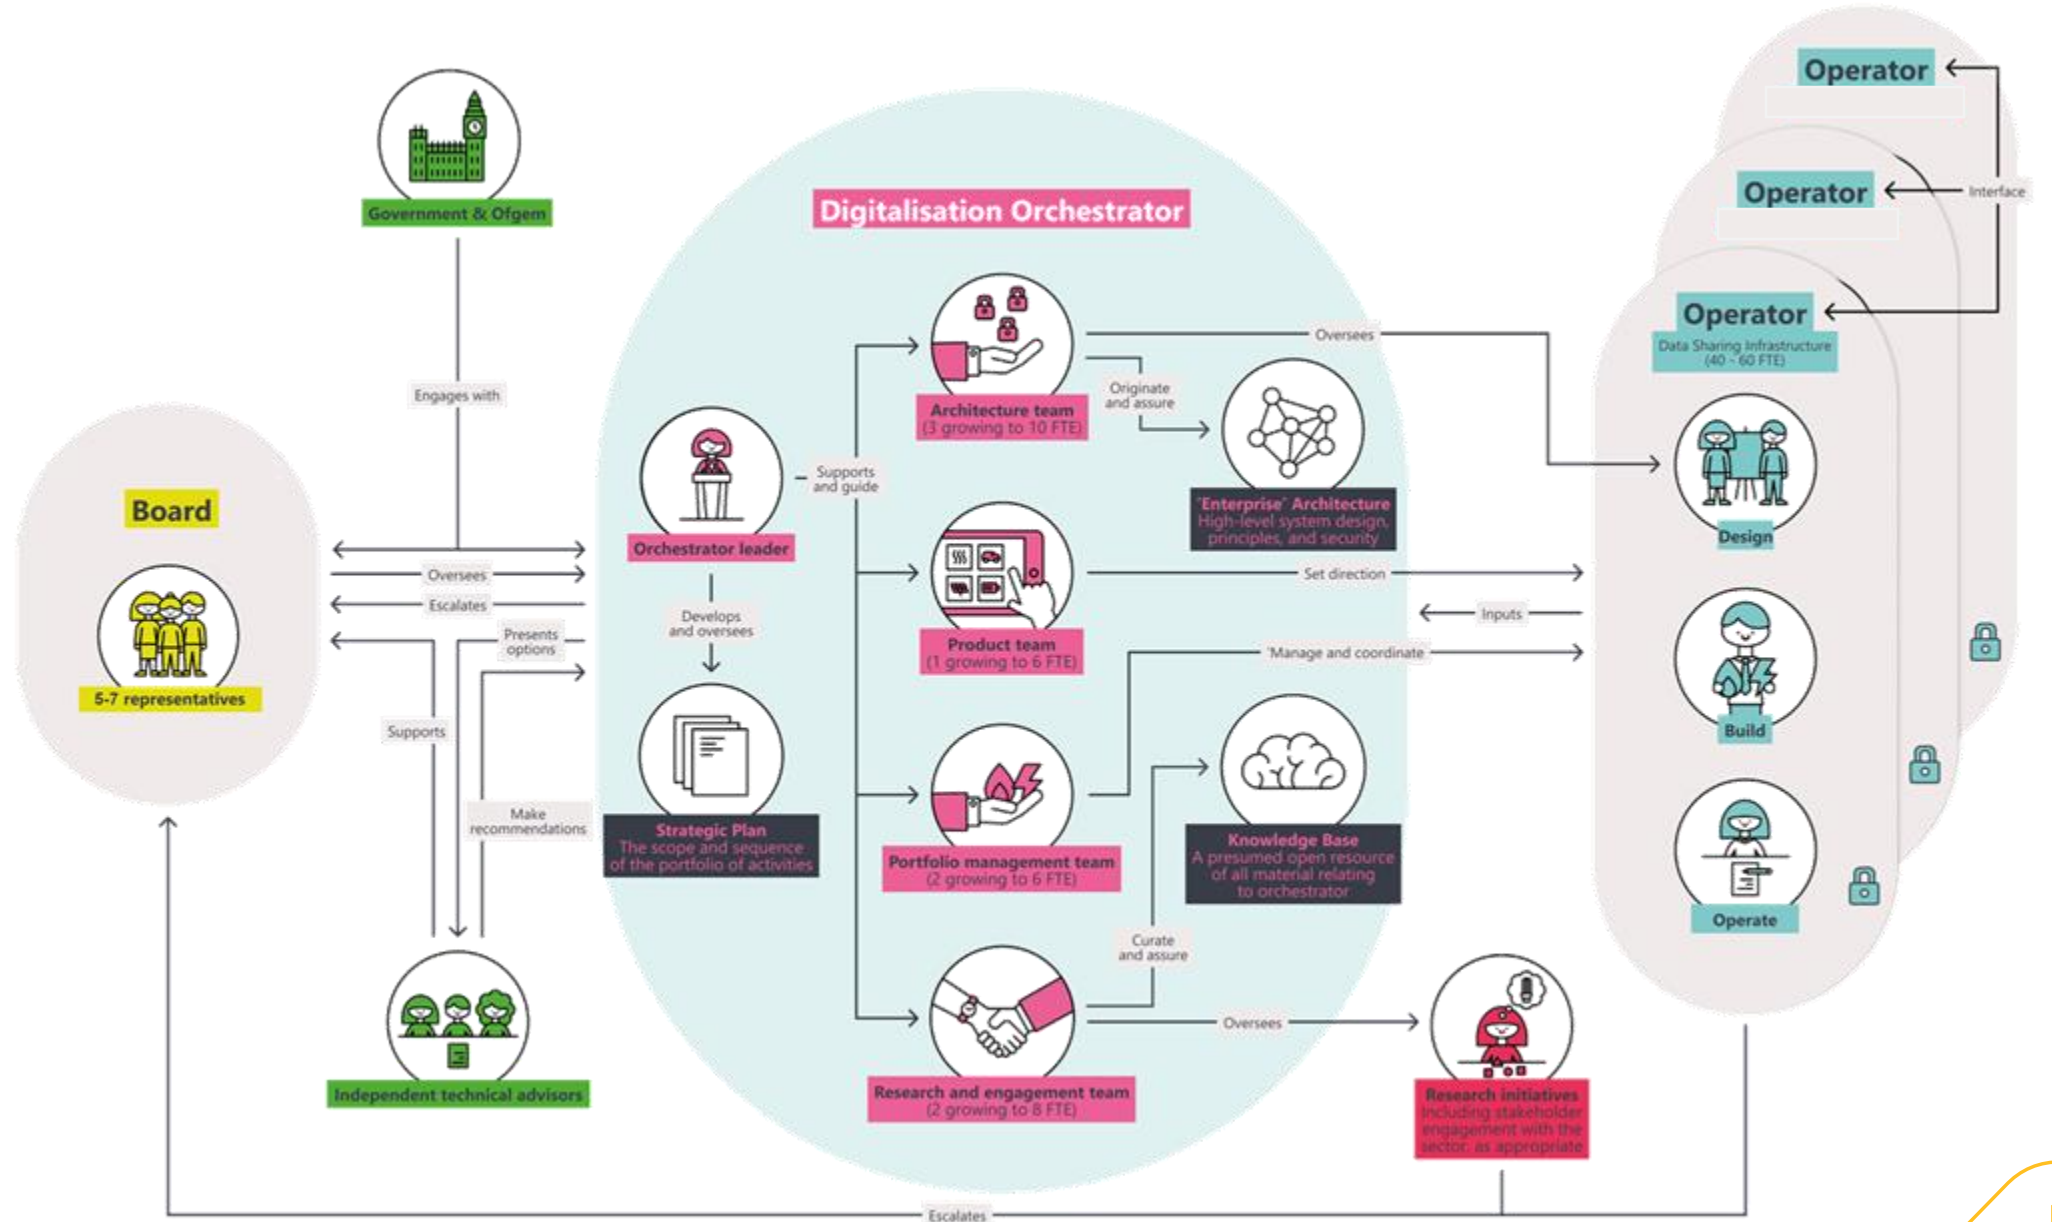 Operator
Operator
Interface
Operator
Data Sharing Infrastructure
(40 - 60 FTE)
Design
Build
Operate
Government & Ofgem
Engages with
Digitalisation Orchestrator
Board
5-7 representatives
Oversees
Escalates
Presents
options
Supports
Make
recommendations
Independent technical advisors
Orchestrator leader
Develops
and oversees
Strategic Plan
The scope and sequence
of the portfolio of activities
Supports
and guide
Architecture team
(3 growing to 10 FTE)
Oversees
Originate
and assure
'Enterprise' Architecture
High-level system design,
principles, and security
Product team
(1 growing to 6 FTE)
Set direction
Inputs
'Manage and coordinate
Portfolio management team
(2 growing to 6 FTE)
Knowledge Base
A presumed open resource
of all material relating
to orchestrator
Curate
and assure
Research and engagement team
(2 growing to 8 FTE)
Oversees
Research initiatives
Including stakeholder
engagement with the
sector, as appropriate
Escalates